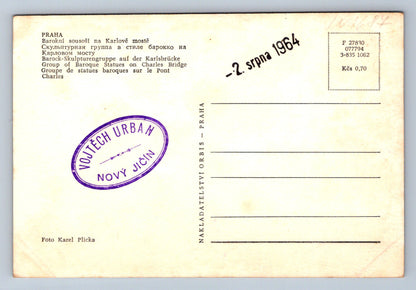 PRAHA
Barokní sousoší na Karlově mostě
Скульптурная группа в стиле барокко на
Карловом мосту
Barock-Skulpturengruppe auf der Karlsbrücke
Group of Baroque Statues on Charles Bridge
Groupe de statues baroques sur le Pont
Charles
-2. srpna 1964
F 27870
077794
3-835 1062
Kčs 0,70
VOJTĚCH URBAN
NOVÝ JIČÍN
NAKLADATELSTVÍ ORBIS — PRAHA
Foto Karel Plicka